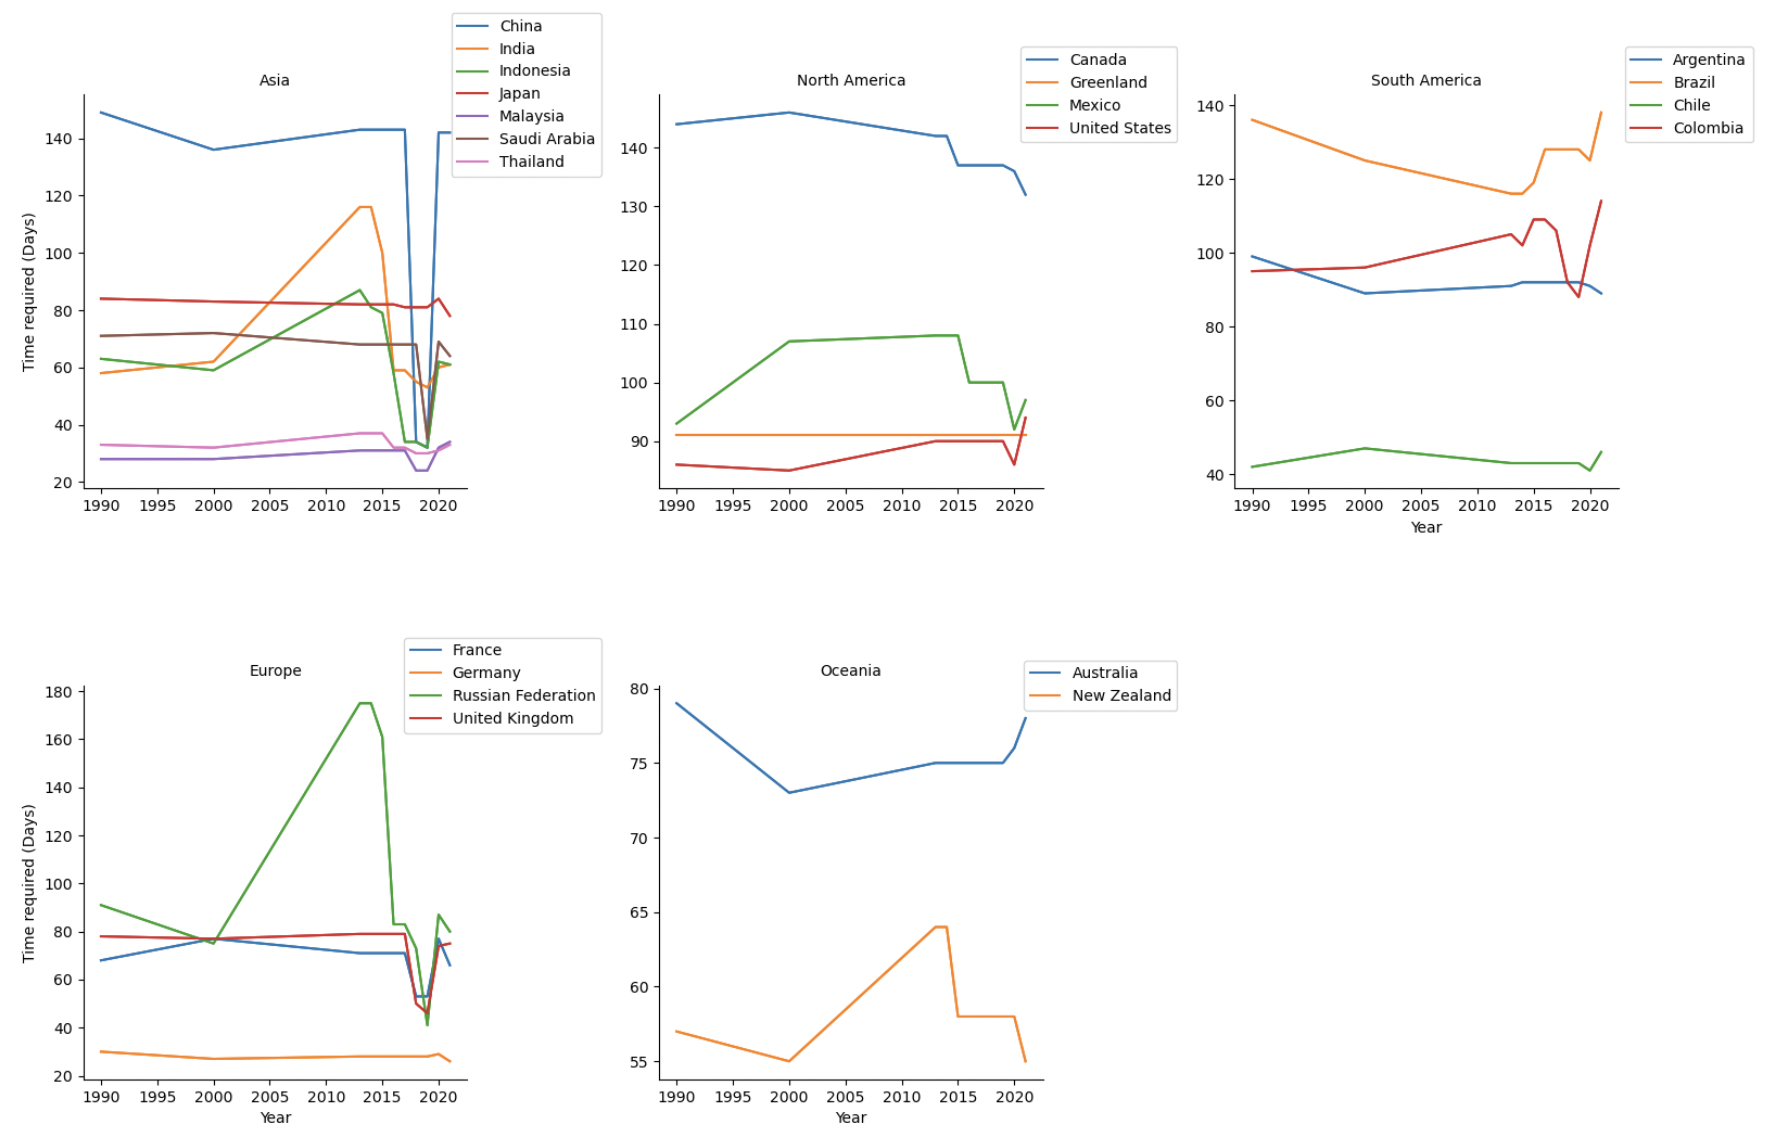 Asia
China
India
Indonesia
Japan
Malaysia
Saudi Arabia
Thailand
Time required (Days)
140
120
100
80
60
40
20
1990 1995 2000 2005 2010 2015 2020
North America
Canada
Greenland
Mexico
United States
140
130
120
110
100
90
1990 1995 2000 2005 2010 2015 2020
South America
Argentina
Brazil
Chile
Colombia
140
120
100
80
60
40
1990 1995 2000 2005 2010 2015 2020
Year
Europe
France
Germany
Russian Federation
United Kingdom
Time required (Days)
180
160
140
120
100
80
60
40
20
1990 1995 2000 2005 2010 2015 2020
Year
Oceania
Australia
New Zealand
80
75
70
65
60
55
1990 1995 2000 2005 2010 2015 2020
Year